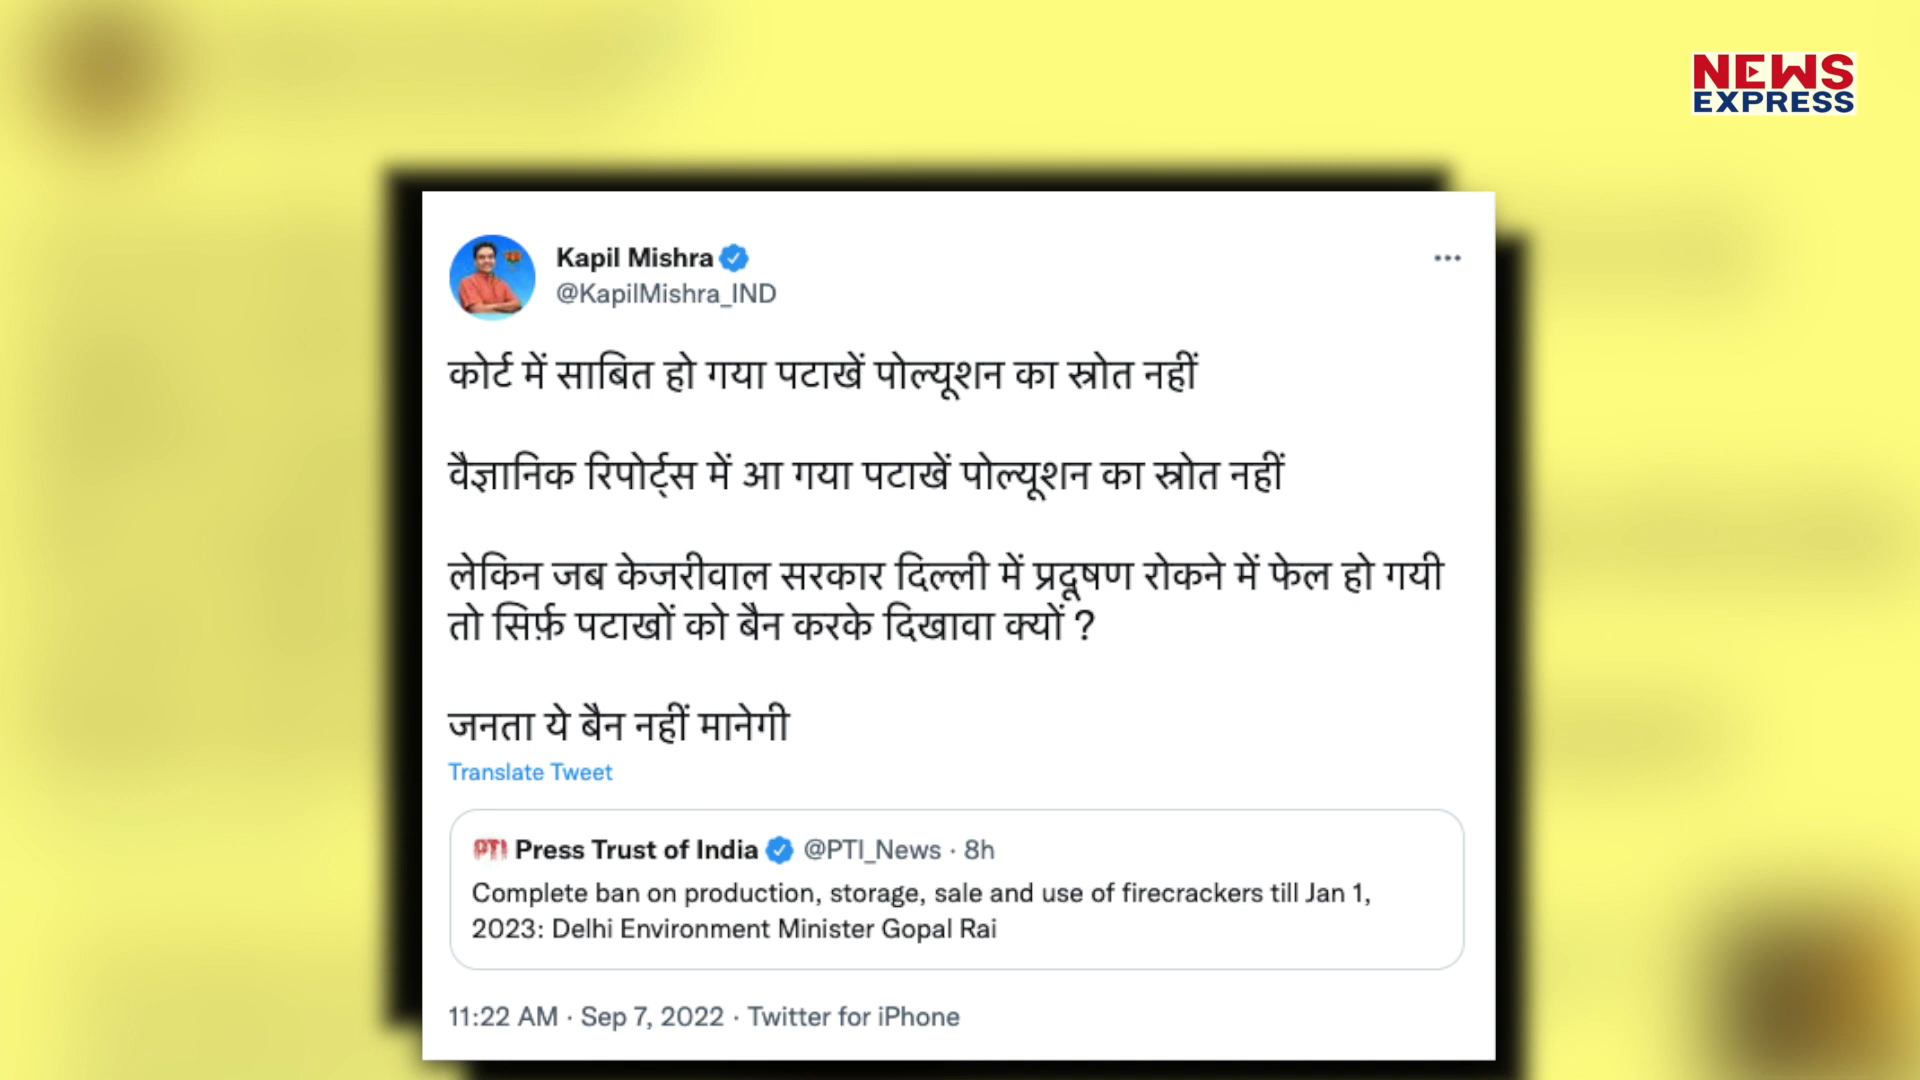 NEWS
EXPRESS
Kapil Mishra
@KapilMishra_IND
कोर्ट में साबित हो गया पटाखें पोल्यूशन का स्रोत नहीं
वैज्ञानिक रिपोर्ट्स में आ गया पटाखें पोल्यूशन का स्रोत नहीं
लेकिन जब केजरीवाल सरकार दिल्ली में प्रदूषण रोकने में फेल हो गयी
तो सिर्फ़ पटाखों को बैन करके दिखावा क्यों ?
जनता ये बैन नहीं मानेगी
Translate Tweet
PTI Press Trust of India @PTI_News · 8h
Complete ban on production, storage, sale and use of firecrackers till Jan 1,
2023: Delhi Environment Minister Gopal Rai
11:22 AM · Sep 7, 2022 · Twitter for iPhone